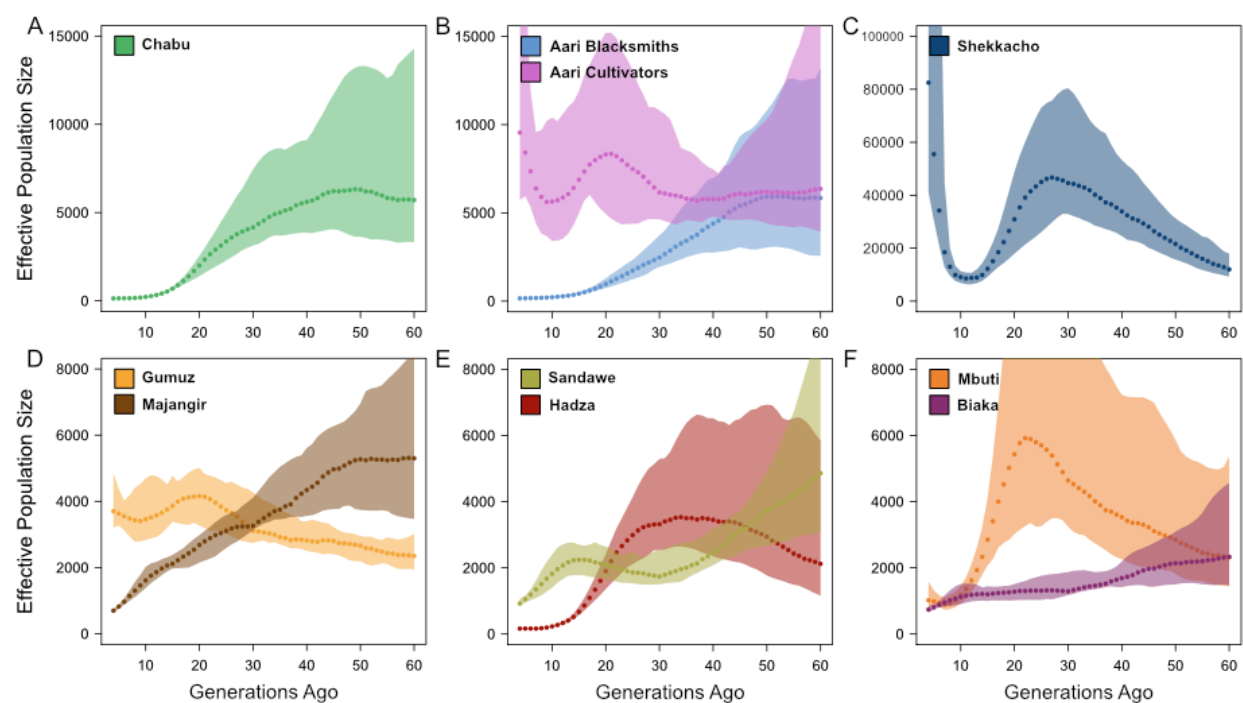 A
Chabu
Effective Population Size
15000
10000
5000
0
10 20 30 40 50 60
B
Aari Blacksmiths
Aari Cultivators
15000
10000
5000
0
10 20 30 40 50 60
C
Shekkacho
100000
80000
60000
40000
20000
0
10 20 30 40 50 60
D
Gumuz
Majangir
Effective Population Size
8000
6000
4000
2000
0
10 20 30 40 50 60
Generations Ago
E
Sandawe
Hadza
8000
6000
4000
2000
0
10 20 30 40 50 60
Generations Ago
F
Mbuti
Biaka
8000
6000
4000
2000
0
10 20 30 40 50 60
Generations Ago